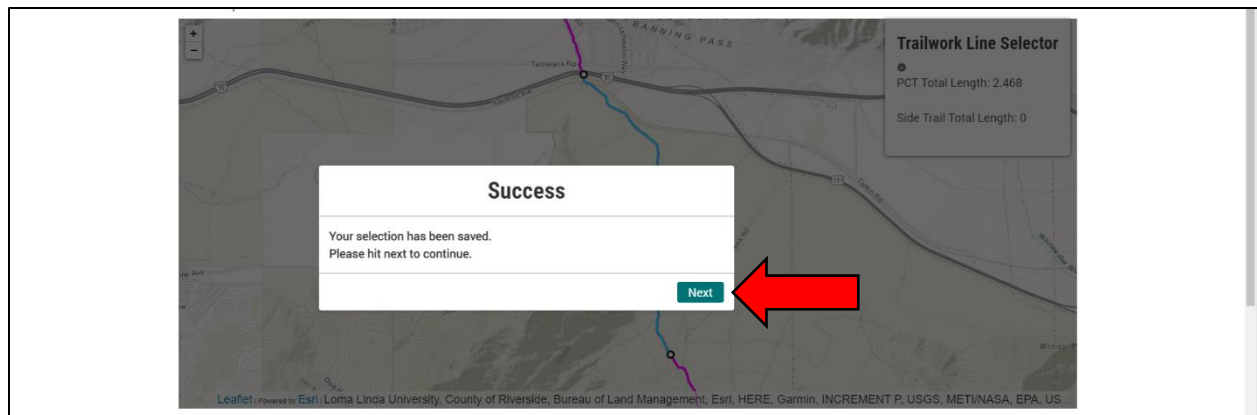 BANNING PASS
+
−
Trailwork Line Selector
Tamarack Rd
10
PCT Total Length: 2.468
Side Trail Total Length: 0
111
Success
Your selection has been saved.
Please hit next to continue.
Next
Leaflet | Powered by Esri | Loma Linda University, County of Riverside, Bureau of Land Management, Esri, HERE, Garmin, INCREMENT P, USGS, METI/NASA, EPA, US...